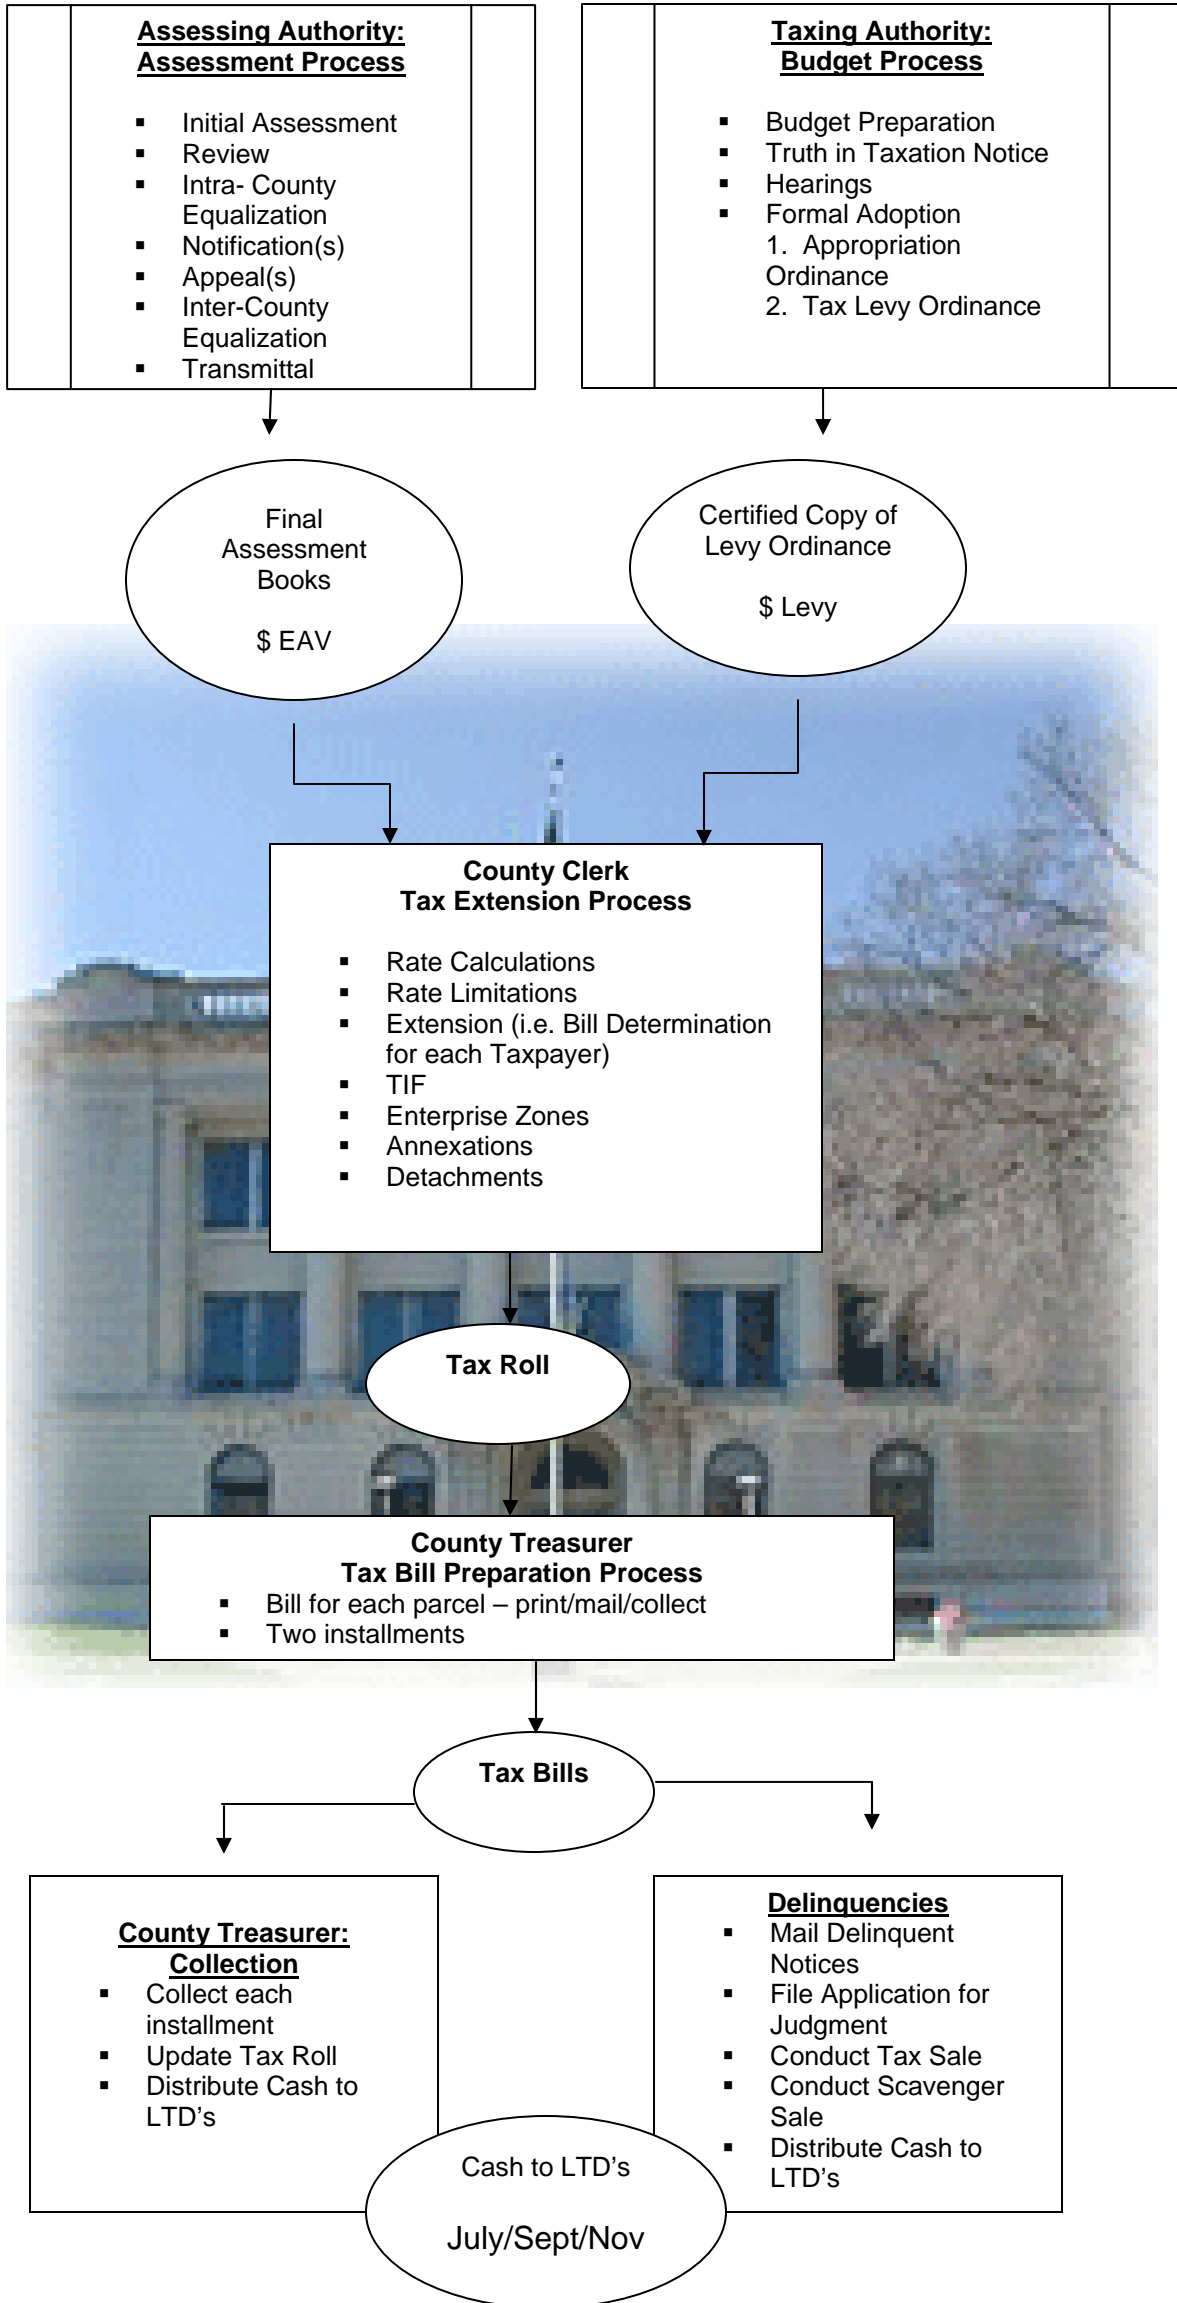 Assessing Authority:
Assessment Process
▪ Initial Assessment
▪ Review
▪ Intra- County
Equalization
▪ Notification(s)
▪ Appeal(s)
▪ Inter-County
Equalization
▪ Transmittal
Taxing Authority:
Budget Process
▪ Budget Preparation
▪ Truth in Taxation Notice
▪ Hearings
▪ Formal Adoption
1. Appropriation
Ordinance
2. Tax Levy Ordinance
Final
Assessment
Books
$ EAV
Certified Copy of
Levy Ordinance
$ Levy
County Clerk
Tax Extension Process
▪ Rate Calculations
▪ Rate Limitations
▪ Extension (i.e. Bill Determination
for each Taxpayer)
▪ TIF
▪ Enterprise Zones
▪ Annexations
▪ Detachments
Tax Roll
County Treasurer
Tax Bill Preparation Process
▪ Bill for each parcel – print/mail/collect
▪ Two installments
Tax Bills
County Treasurer:
Collection
▪ Collect each
installment
▪ Update Tax Roll
▪ Distribute Cash to
LTD’s
Delinquencies
▪ Mail Delinquent
Notices
▪ File Application for
Judgment
▪ Conduct Tax Sale
▪ Conduct Scavenger
Sale
▪ Distribute Cash to
LTD’s
Cash to LTD’s
July/Sept/Nov